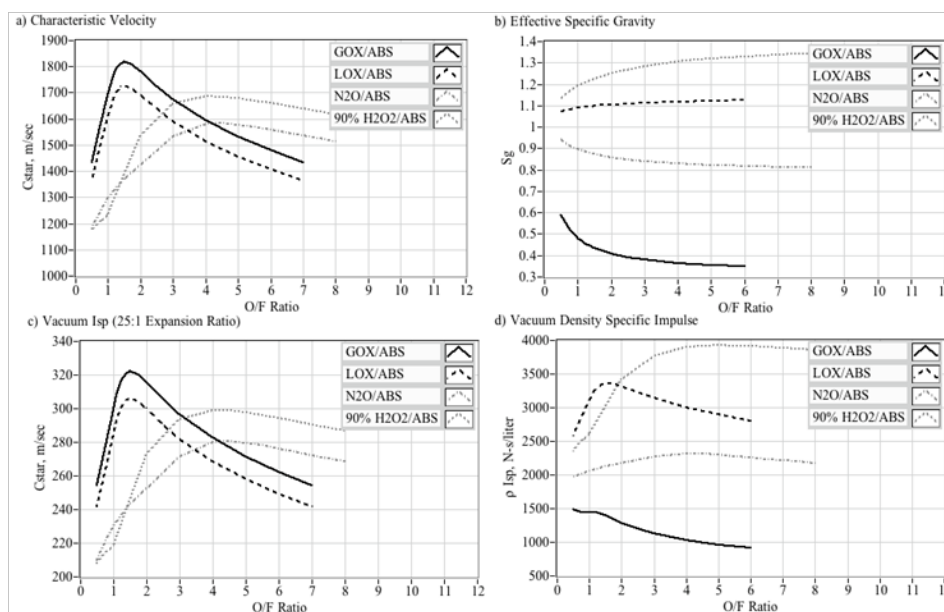 a) Characteristic Velocity
1900
1800
1700
1600
1500
1400
1300
1200
1100
1000
Cstar, m/sec
0 1 2 3 4 5 6 7 8 9 10 11 12
O/F Ratio
GOX/ABS
LOX/ABS
N2O/ABS
90% H2O2/ABS
b) Effective Specific Gravity
1.4
1.3
1.2
1.1
1
0.9
0.8
0.7
0.6
0.5
0.4
0.3
Sg
0 1 2 3 4 5 6 7 8 9 10 11 12
O/F Ratio
GOX/ABS
LOX/ABS
N2O/ABS
90% H2O2/ABS
c) Vacuum Isp (25:1 Expansion Ratio)
340
320
300
280
260
240
220
200
Cstar, m/sec
0 1 2 3 4 5 6 7 8 9 10 11 12
O/F Ratio
GOX/ABS
LOX/ABS
N2O/ABS
90% H2O2/ABS
d) Vacuum Density Specific Impulse
4000
3500
3000
2500
2000
1500
1000
500
ρ Isp, N-s/liter
0 1 2 3 4 5 6 7 8 9 10 11 12
O/F Ratio
GOX/ABS
LOX/ABS
N2O/ABS
90% H2O2/ABS